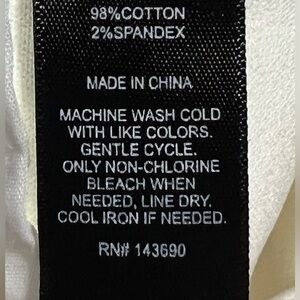 98%COTTON
2%SPANDEX
MADE IN CHINA
MACHINE WASH COLD
WITH LIKE COLORS.
GENTLE CYCLE.
ONLY NON-CHLORINE
BLEACH WHEN
NEEDED, LINE DRY.
COOL IRON IF NEEDED.
RN# 143690